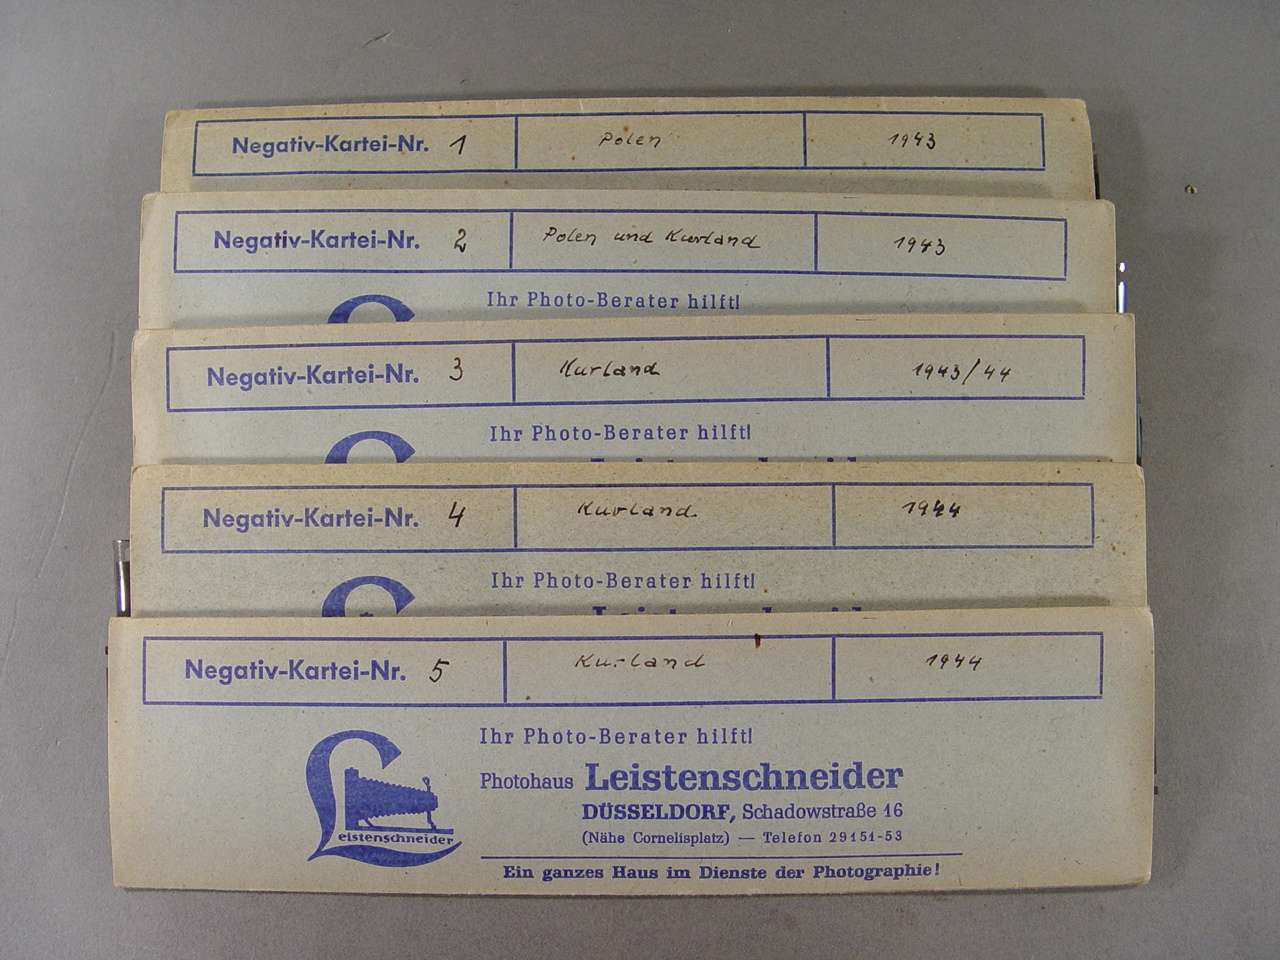 Negativ-Kartei-Nr. 1 Polen 1943
Negativ-Kartei-Nr. 2 Polen und Kurland 1943
Ihr Photo-Berater hilft!
Negativ-Kartei-Nr. 3 Kurland 1943/44
Ihr Photo-Berater hilft!
Negativ-Kartei-Nr. 4 Kurland 1944
Ihr Photo-Berater hilft!
Negativ-Kartei-Nr. 5 Kurland 1944
Ihr Photo-Berater hilft!
Photohaus Leistenschneider
DÜSSELDORF, Schadowstraße 16
(Nähe Cornelisplatz) — Telefon 29151-53
Leistenschneider
Ein ganzes Haus im Dienste der Photographie!